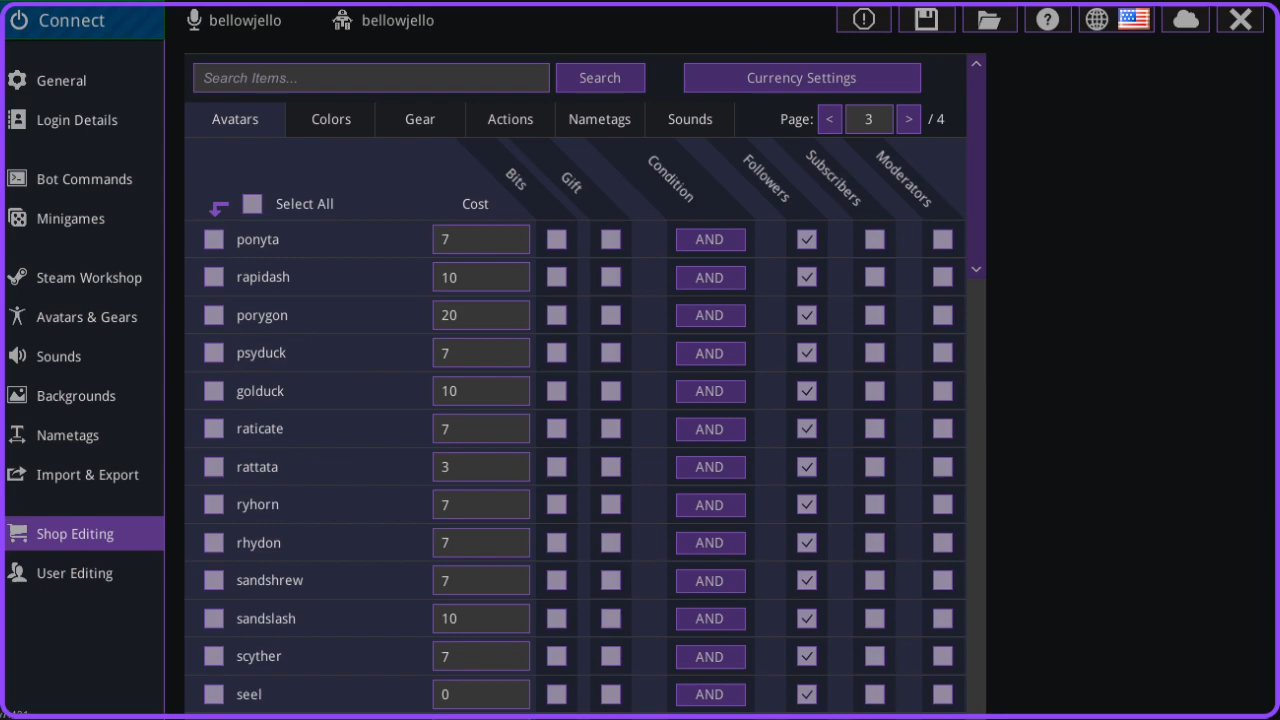 Connect
bellowjello
bellowjello
General
Login Details
Bot Commands
Minigames
Steam Workshop
Avatars & Gears
Sounds
Backgrounds
Nametags
Import & Export
Shop Editing
User Editing
Search Items...
Search
Currency Settings
Avatars
Colors
Gear
Actions
Nametags
Sounds
Page: < 3 > / 4
Select All
Cost
Bits
Gift
Condition
Followers
Subscribers
Moderators
ponyta 7 AND
rapidash 10 AND
porygon 20 AND
psyduck 7 AND
golduck 10 AND
raticate 7 AND
rattata 3 AND
ryhorn 7 AND
rhydon 7 AND
sandshrew 7 AND
sandslash 10 AND
scyther 7 AND
seel 0 AND